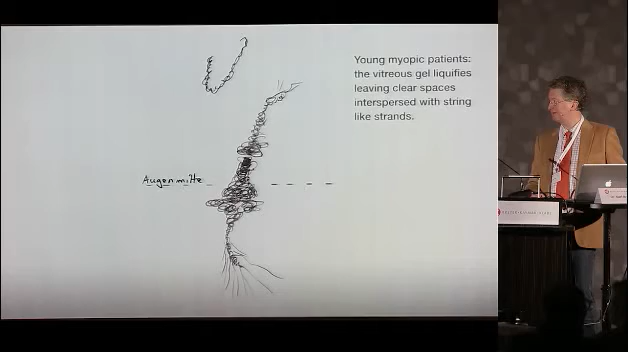 Young myopic patients:
the vitreous gel liquifies
leaving clear spaces
interspersed with string
like strands.
Augenmitte